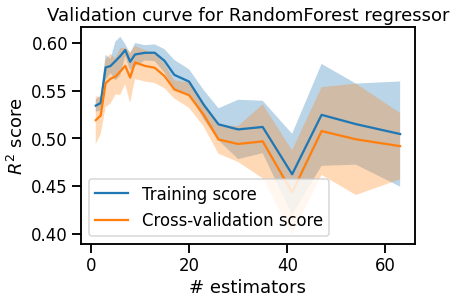 Validation curve for RandomForest regressor
0.60
0.55
0.50
0.45
0.40
R² score
Training score
Cross-validation score
0
20
40
60
# estimators